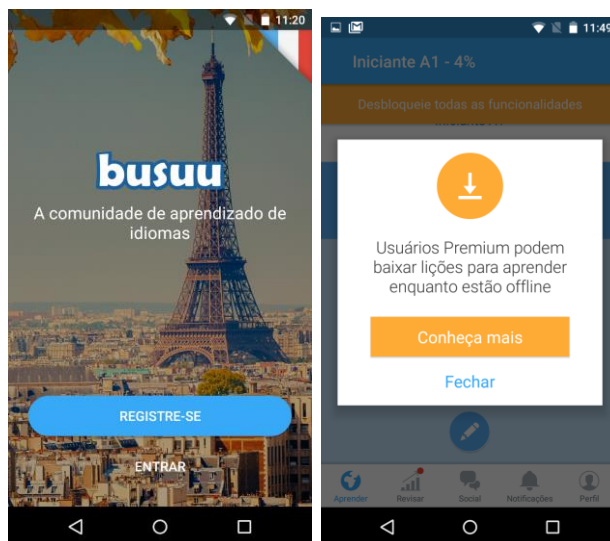 11:20
busuu
A comunidade de aprendizado de
idiomas
REGISTRE-SE
ENTRAR
11:49
Iniciante A1 - 4%
Desbloqueie todas as funcionalidades
Usuários Premium podem
baixar lições para aprender
enquanto estão offline
Conheça mais
Fechar
Aprender
Revisar
Social
Notificações
Perfil